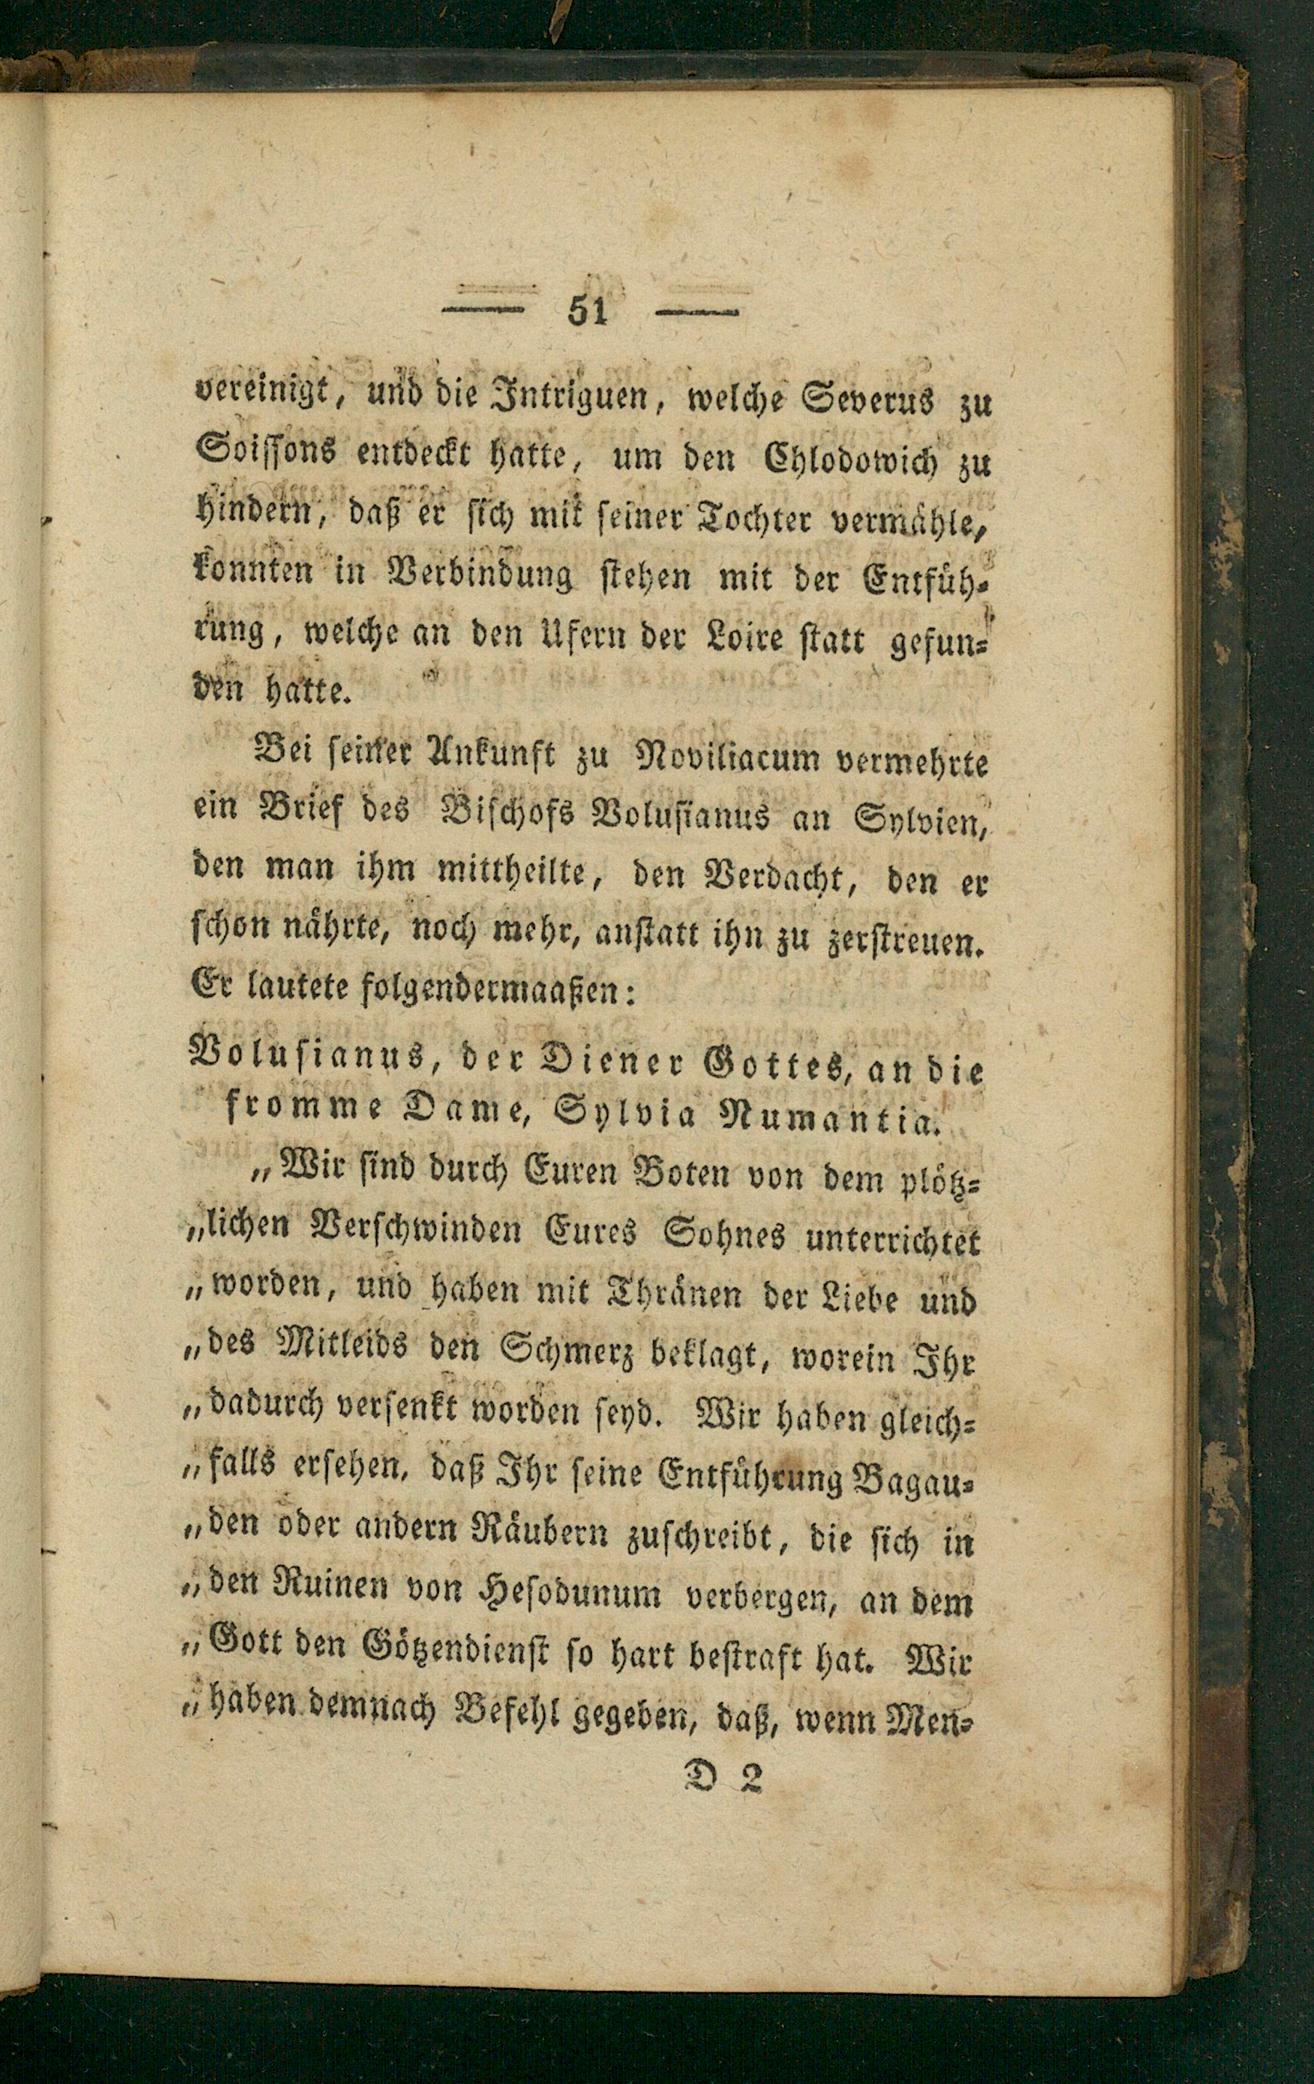 — 51 —
vereinigt, und die Intriguen, welche Severus zu
Soissons entdeckt hatte, um den Chlodowich zu
hindern, daß er sich mit seiner Tochter vermähle,
konnten in Verbindung stehen mit der Entfüh-
rung, welche an den Ufern der Loire statt gefun-
den hatte.
Bei seiner Ankunft zu Noviliacum vermehrte
ein Brief des Bischofs Volusianus an Sylvien,
den man ihm mittheilte, den Verdacht, den er
schon nährte, noch mehr, anstatt ihn zu zerstreuen.
Er lautete folgendermaaßen:
Volusianus, der Diener Gottes, an die
fromme Dame, Sylvia Numantia.
„Wir sind durch Euren Boten von dem plötz-
„lichen Verschwinden Eures Sohnes unterrichtet
„worden, und haben mit Thränen der Liebe und
„des Mitleids den Schmerz beklagt, worein Ihr
„dadurch versenkt worden seyd. Wir haben gleich-
„falls ersehen, daß Ihr seine Entführung Bagau-
„den oder andern Räubern zuschreibt, die sich in
„den Ruinen von Hesodunum verbergen, an dem
„Gott den Götzendienst so hart bestraft hat. Wir
„haben demnach Befehl gegeben, daß, wenn Men-
D 2